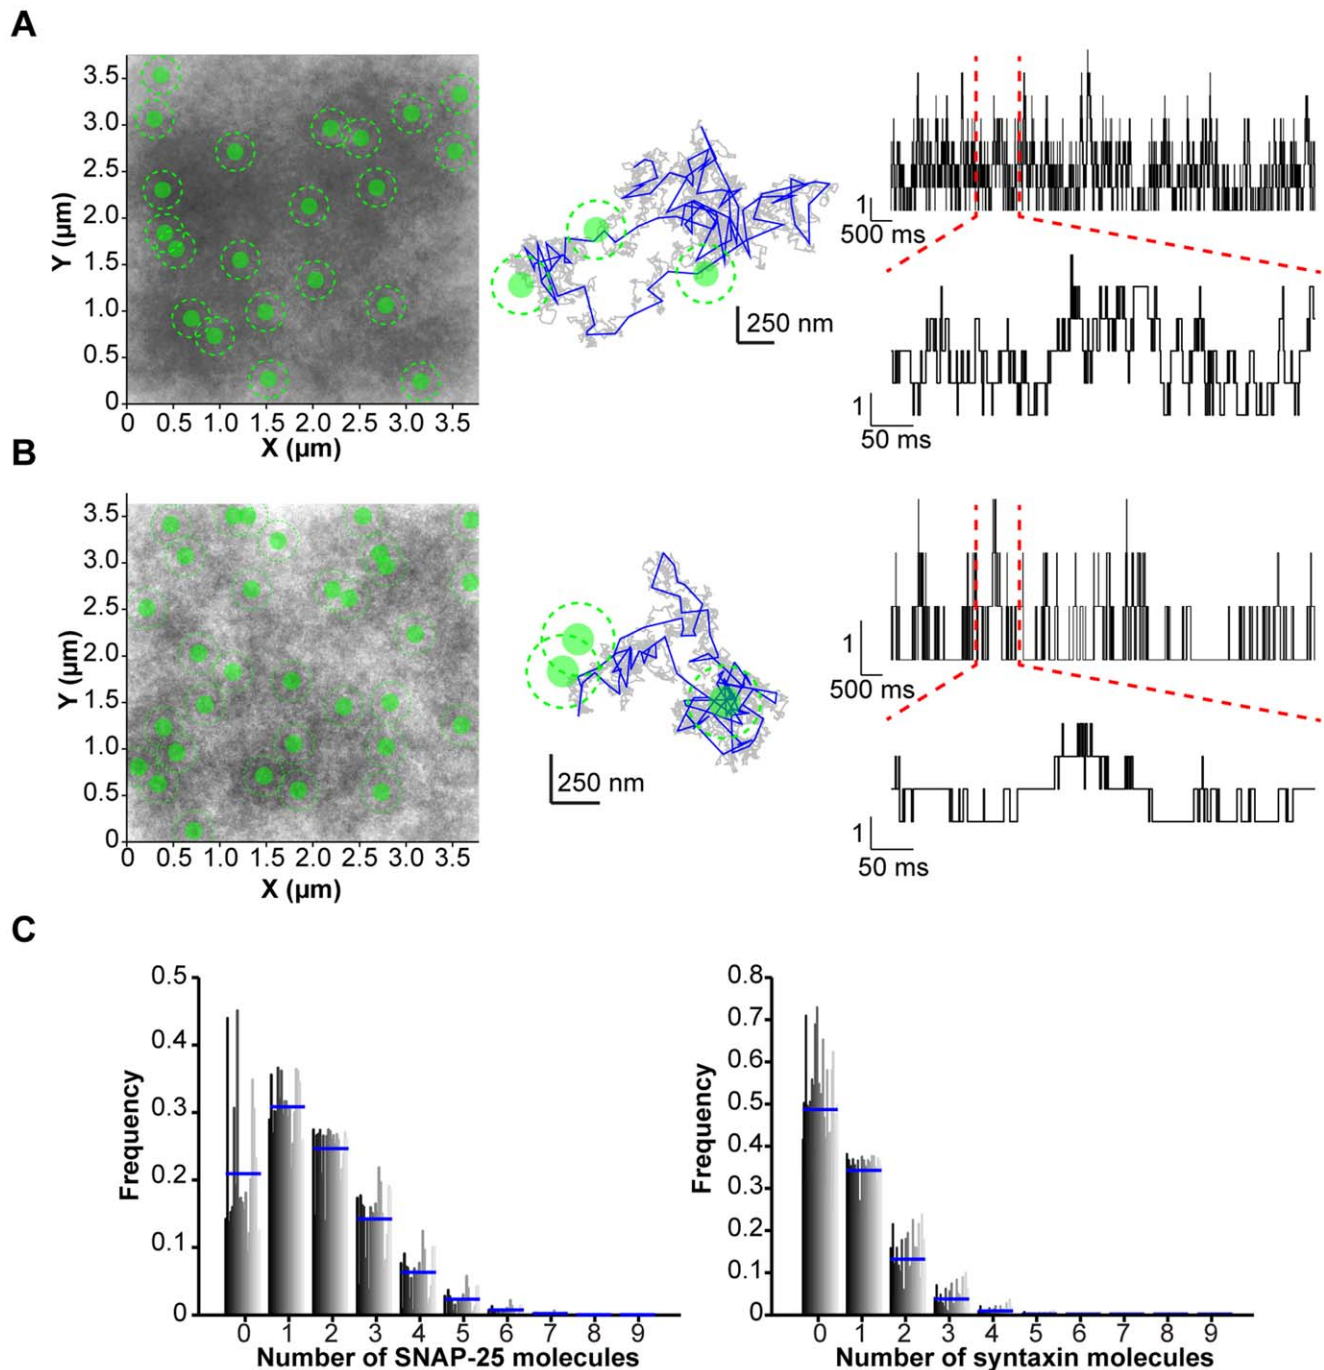 A
3.5
3.0
2.5
2.0
1.5
1.0
0.5
0
Y (µm)
0 0.5 1.0 1.5 2.0 2.5 3.0 3.5
X (µm)
250 nm
1
500 ms
1
50 ms
B
3.5
3.0
2.5
2.0
1.5
1.0
0.5
0
Y (µm)
0 0.5 1.0 1.5 2.0 2.5 3.0 3.5
X (µm)
250 nm
1
500 ms
1
50 ms
C
0.5
0.4
0.3
0.2
0.1
0
Frequency
0 1 2 3 4 5 6 7 8 9
Number of SNAP-25 molecules
0.8
0.7
0.6
0.5
0.4
0.3
0.2
0.1
0
Frequency
0 1 2 3 4 5 6 7 8 9
Number of syntaxin molecules